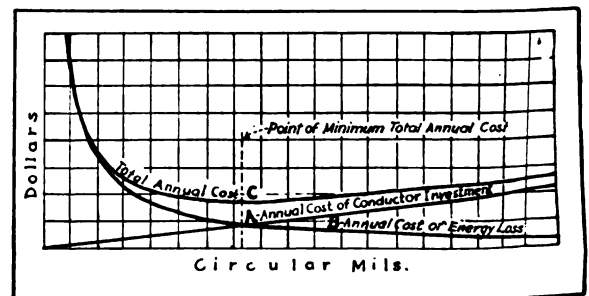 Dollars
Point of Minimum Total Annual Cost
Total Annual Cost C
A-Annual Cost of Conductor Investment
B-Annual Cost of Energy Loss
Circular Mils.